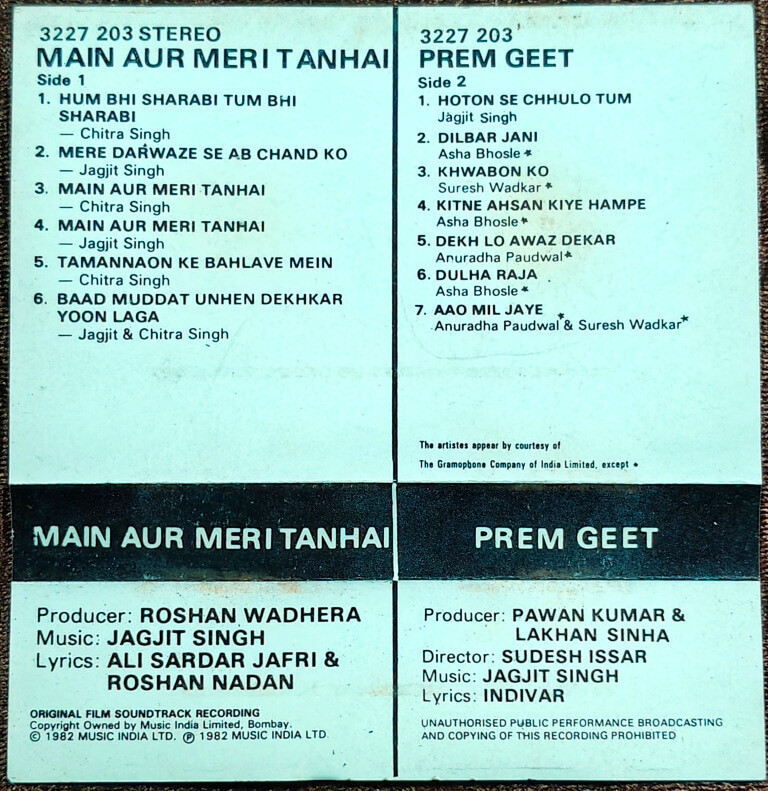 3227 203 STEREO
MAIN AUR MERI TANHAI
Side 1
1. HUM BHI SHARABI TUM BHI
SHARABI
— Chitra Singh
2. MERE DARWAZE SE AB CHAND KO
— Jagjit Singh
3. MAIN AUR MERI TANHAI
— Chitra Singh
4. MAIN AUR MERI TANHAI
— Jagjit Singh
5. TAMANNAON KE BAHLAVE MEIN
— Chitra Singh
6. BAAD MUDDAT UNHEN DEKHKAR
YOON LAGA
— Jagjit & Chitra Singh
3227 203
PREM GEET
Side 2
1. HOTON SE CHHULO TUM
Jagjit Singh
2. DILBAR JANI
Asha Bhosle *
3. KHWABON KO
Suresh Wadkar *
4. KITNE AHSAN KIYE HAMPE
Asha Bhosle *
5. DEKH LO AWAZ DEKAR
Anuradha Paudwal *
6. DULHA RAJA
Asha Bhosle *
7. AAO MIL JAYE
Anuradha Paudwal * & Suresh Wadkar *
The artistes appear by courtesy of
The Gramophone Company of India Limited, except *
MAIN AUR MERI TANHAI
PREM GEET
Producer: ROSHAN WADHERA
Music: JAGJIT SINGH
Lyrics: ALI SARDAR JAFRI &
ROSHAN NADAN
ORIGINAL FILM SOUNDTRACK RECORDING
Copyright Owned by Music India Limited, Bombay.
© 1982 MUSIC INDIA LTD. ℗ 1982 MUSIC INDIA LTD
Producer: PAWAN KUMAR &
LAKHAN SINHA
Director: SUDESH ISSAR
Music: JAGJIT SINGH
Lyrics: INDIVAR
UNAUTHORISED PUBLIC PERFORMANCE BROADCASTING
AND COPYING OF THIS RECORDING PROHIBITED